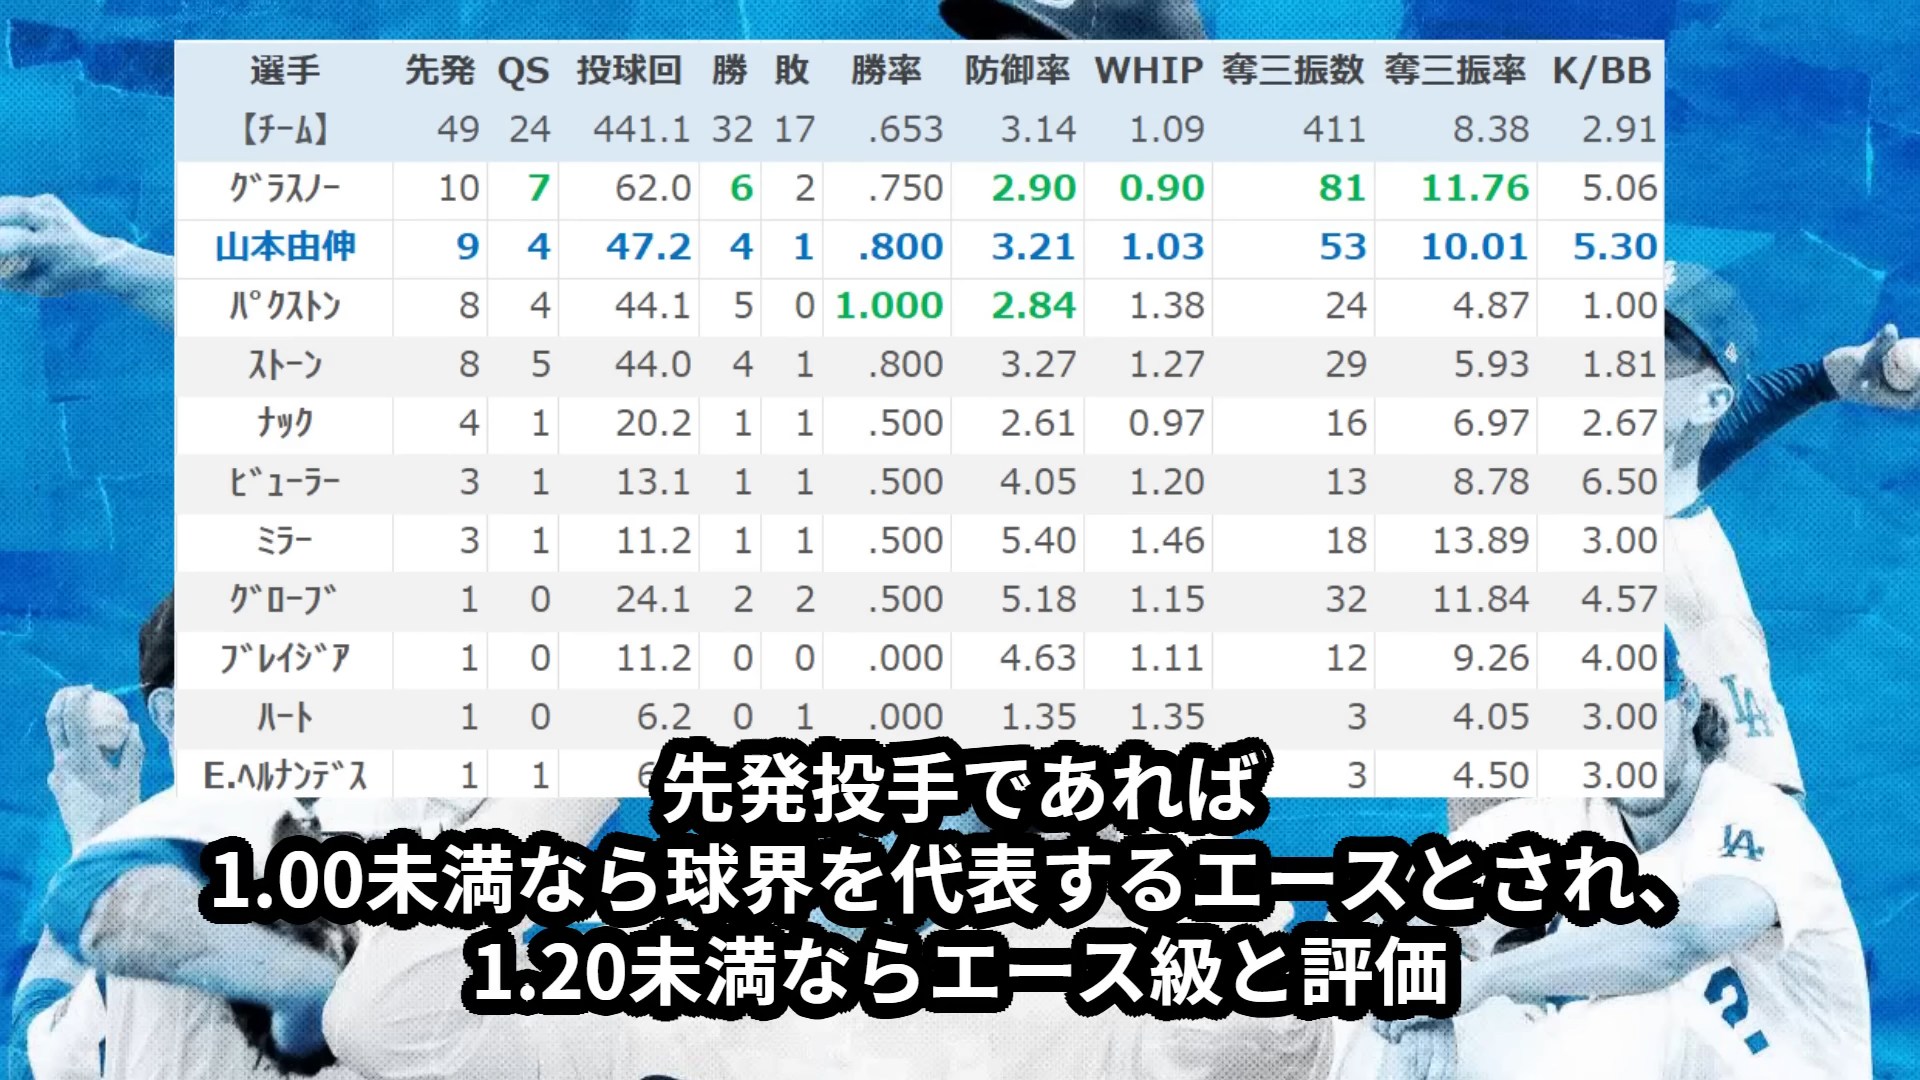 選手 先発 QS 投球回 勝 敗 勝率 防御率 WHIP 奪三振数 奪三振率 K/BB
【ﾁｰﾑ】 49 24 441.1 32 17 .653 3.14 1.09 411 8.38 2.91
ｸﾞﾗｽﾉｰ 10 7 62.0 6 2 .750 2.90 0.90 81 11.76 5.06
山本由伸 9 4 47.2 4 1 .800 3.21 1.03 53 10.01 5.30
ﾊﾟｸｽﾄﾝ 8 4 44.1 5 0 1.000 2.84 1.38 24 4.87 1.00
ｽﾄｰﾝ 8 5 44.0 4 1 .800 3.27 1.27 29 5.93 1.81
ﾅｯｸ 4 1 20.2 1 1 .500 2.61 0.97 16 6.97 2.67
ﾋﾞｭｰﾗｰ 3 1 13.1 1 1 .500 4.05 1.20 13 8.78 6.50
ﾐﾗｰ 3 1 11.2 1 1 .500 5.40 1.46 18 13.89 3.00
ｸﾞﾛｰﾌﾞ 1 0 24.1 2 2 .500 5.18 1.15 32 11.84 4.57
ﾌﾞﾚｲｼﾞｱ 1 0 11.2 0 0 .000 4.63 1.11 12 9.26 4.00
ﾊｰﾄ 1 0 6.2 0 1 .000 1.35 1.35 3 4.05 3.00
E.ﾍﾙﾅﾝﾃﾞｽ 1 1 3 4.50 3.00
先発投手であれば
1.00未満なら球界を代表するエースとされ、
1.20未満ならエース級と評価
LA
LA